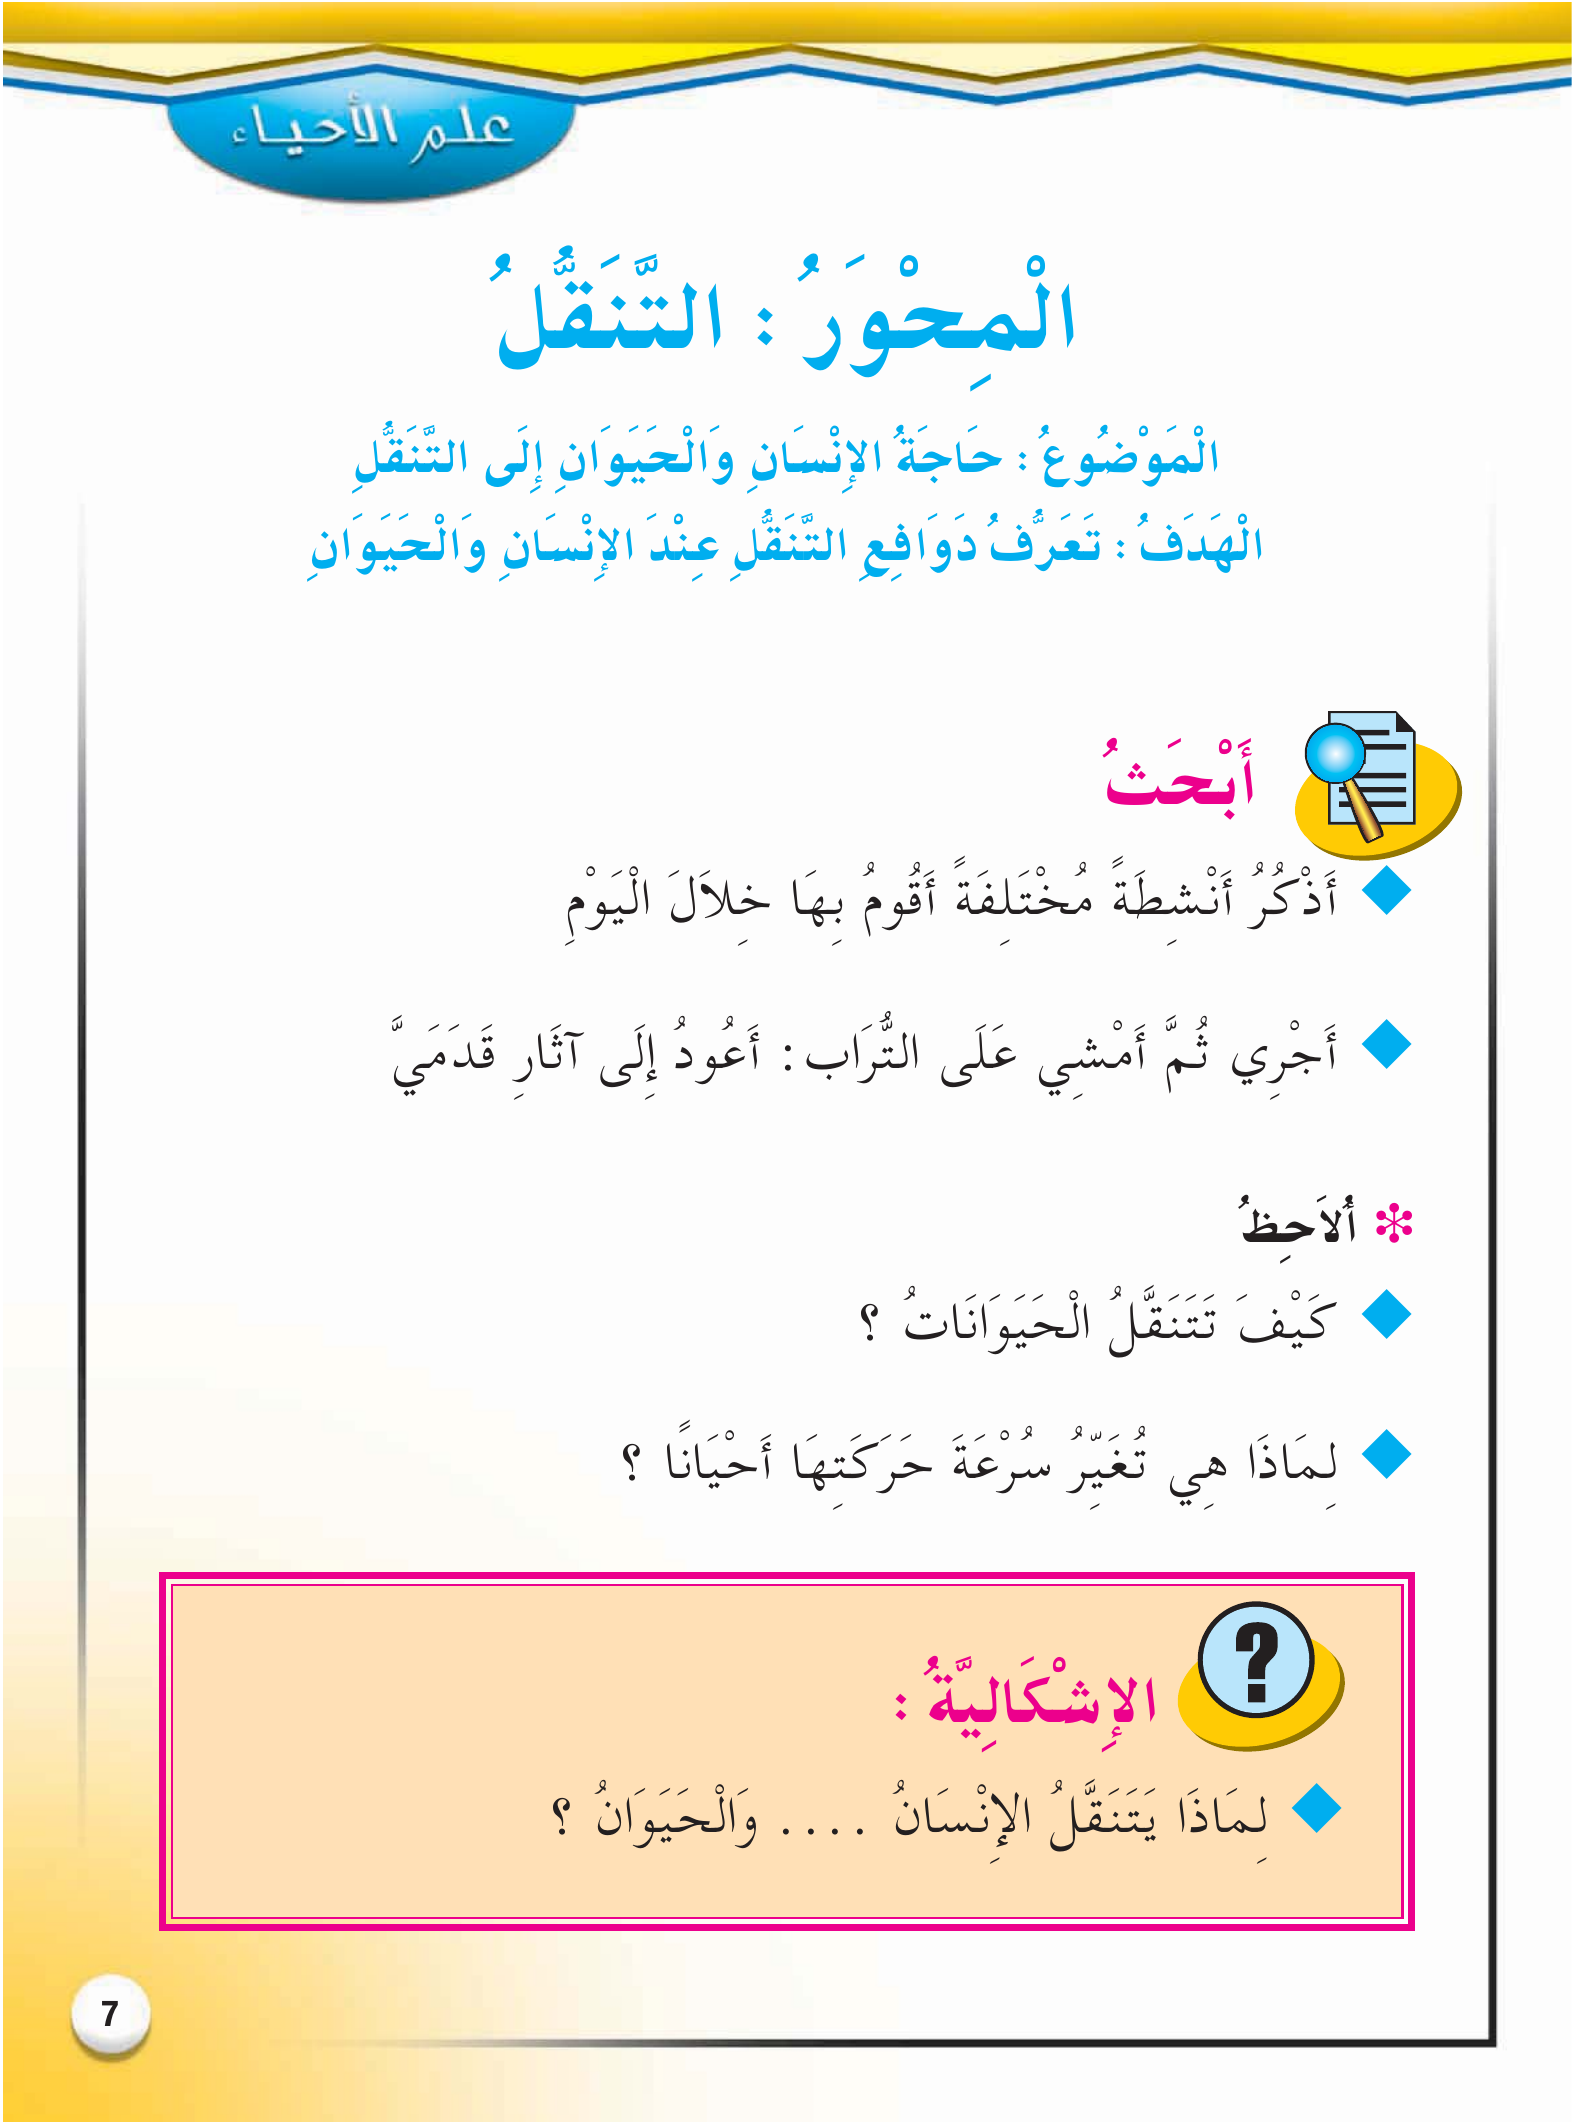 علم الأحياء
الْمِحْوَرُ : التَّنَقُّلُ
الْمَوْضُوعُ : حَاجَةُ الإِنْسَانِ وَالْحَيَوَانِ إِلَى التَّنَقُّلِ
الْهَدَفُ : تَعَرُّفُ دَوَافِعِ التَّنَقُّلِ عِنْدَ الإِنْسَانِ وَالْحَيَوَانِ
أَبْحَثُ
أَذْكُرُ أَنْشِطَةً مُخْتَلِفَةً أَقُومُ بِهَا خِلاَلَ الْيَوْمِ
أَجْرِي ثُمَّ أَمْشِي عَلَى التُّرَاب : أَعُودُ إِلَى آثَارِ قَدَمَيَّ
أُلاَحِظُ
كَيْفَ تَتَنَقَّلُ الْحَيَوَانَاتُ ؟
لِمَاذَا هِي تُغَيِّرُ سُرْعَةَ حَرَكَتِهَا أَحْيَانًا ؟
?
الإِشْكَالِيَّةُ :
لِمَاذَا يَتَنَقَّلُ الإِنْسَانُ .... وَالْحَيَوَانُ ؟
7